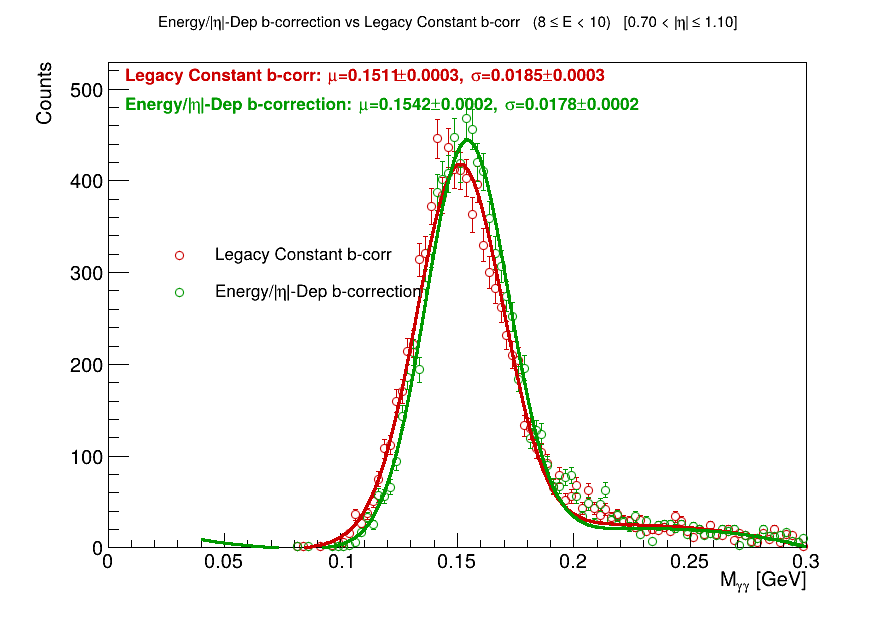 Energy/|η|-Dep b-correction vs Legacy Constant b-corr (8 ≤ E < 10) [0.70 < |η| ≤ 1.10]
Counts
Legacy Constant b-corr: μ=0.1511±0.0003, σ=0.0185±0.0003
Energy/|η|-Dep b-correction: μ=0.1542±0.0002, σ=0.0178±0.0002
500
400
300
200
100
0
Legacy Constant b-corr
Energy/|η|-Dep b-correction
0 0.05 0.1 0.15 0.2 0.25 0.3
Mγγ [GeV]